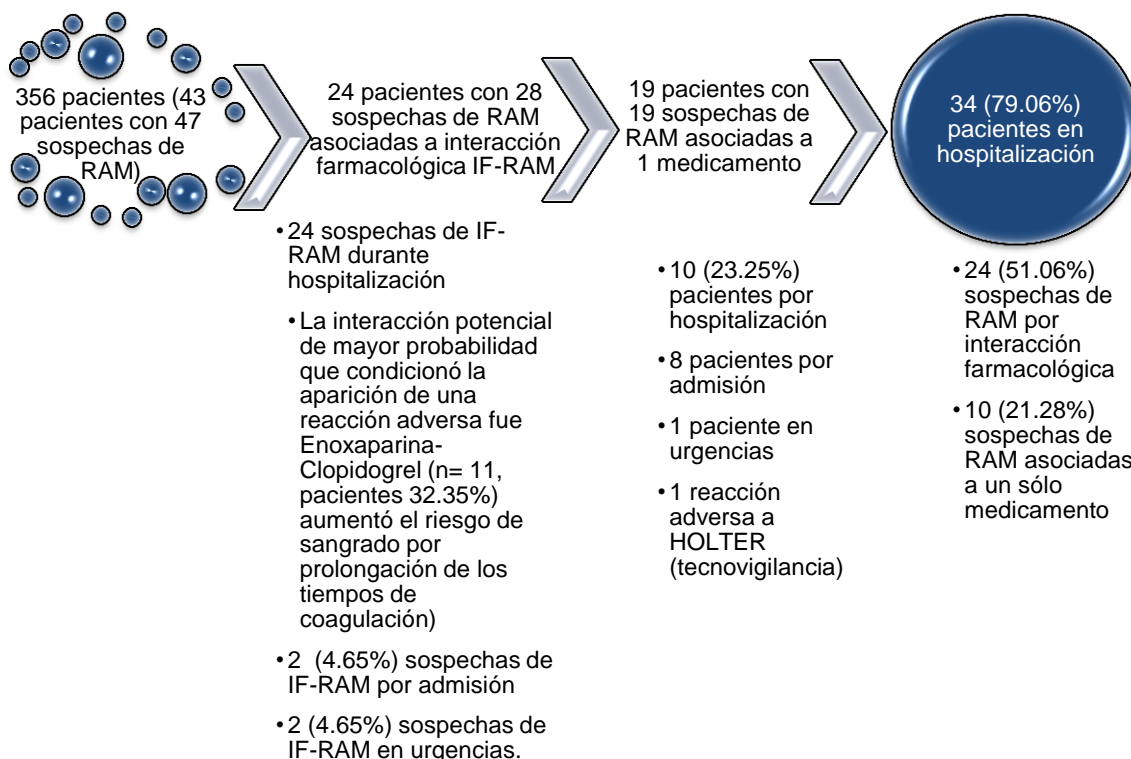 356 pacientes (43
pacientes con 47
sospechas de
RAM)
24 pacientes con 28
sospechas de RAM
asociadas a interacción
farmacológica IF-RAM
19 pacientes con
19 sospechas de
RAM asociadas a
1 medicamento
34 (79.06%)
pacientes en
hospitalización
•24 sospechas de IF-
RAM durante
hospitalización
•La interacción potencial
de mayor probabilidad
que condicionó la
aparición de una
reacción adversa fue
Enoxaparina-
Clopidogrel (n= 11,
pacientes 32.35%)
aumentó el riesgo de
sangrado por
prolongación de los
tiempos de
coagulación)
•2 (4.65%) sospechas de
IF-RAM por admisión
•2 (4.65%) sospechas de
IF-RAM en urgencias.
•10 (23.25%)
pacientes por
hospitalización
•8 pacientes por
admisión
•1 paciente en
urgencias
•1 reacción
adversa a
HOLTER
(tecnovigilancia)
•24 (51.06%)
sospechas de
RAM por
interacción
farmacológica
•10 (21.28%)
sospechas de
RAM asociadas
a un sólo
medicamento